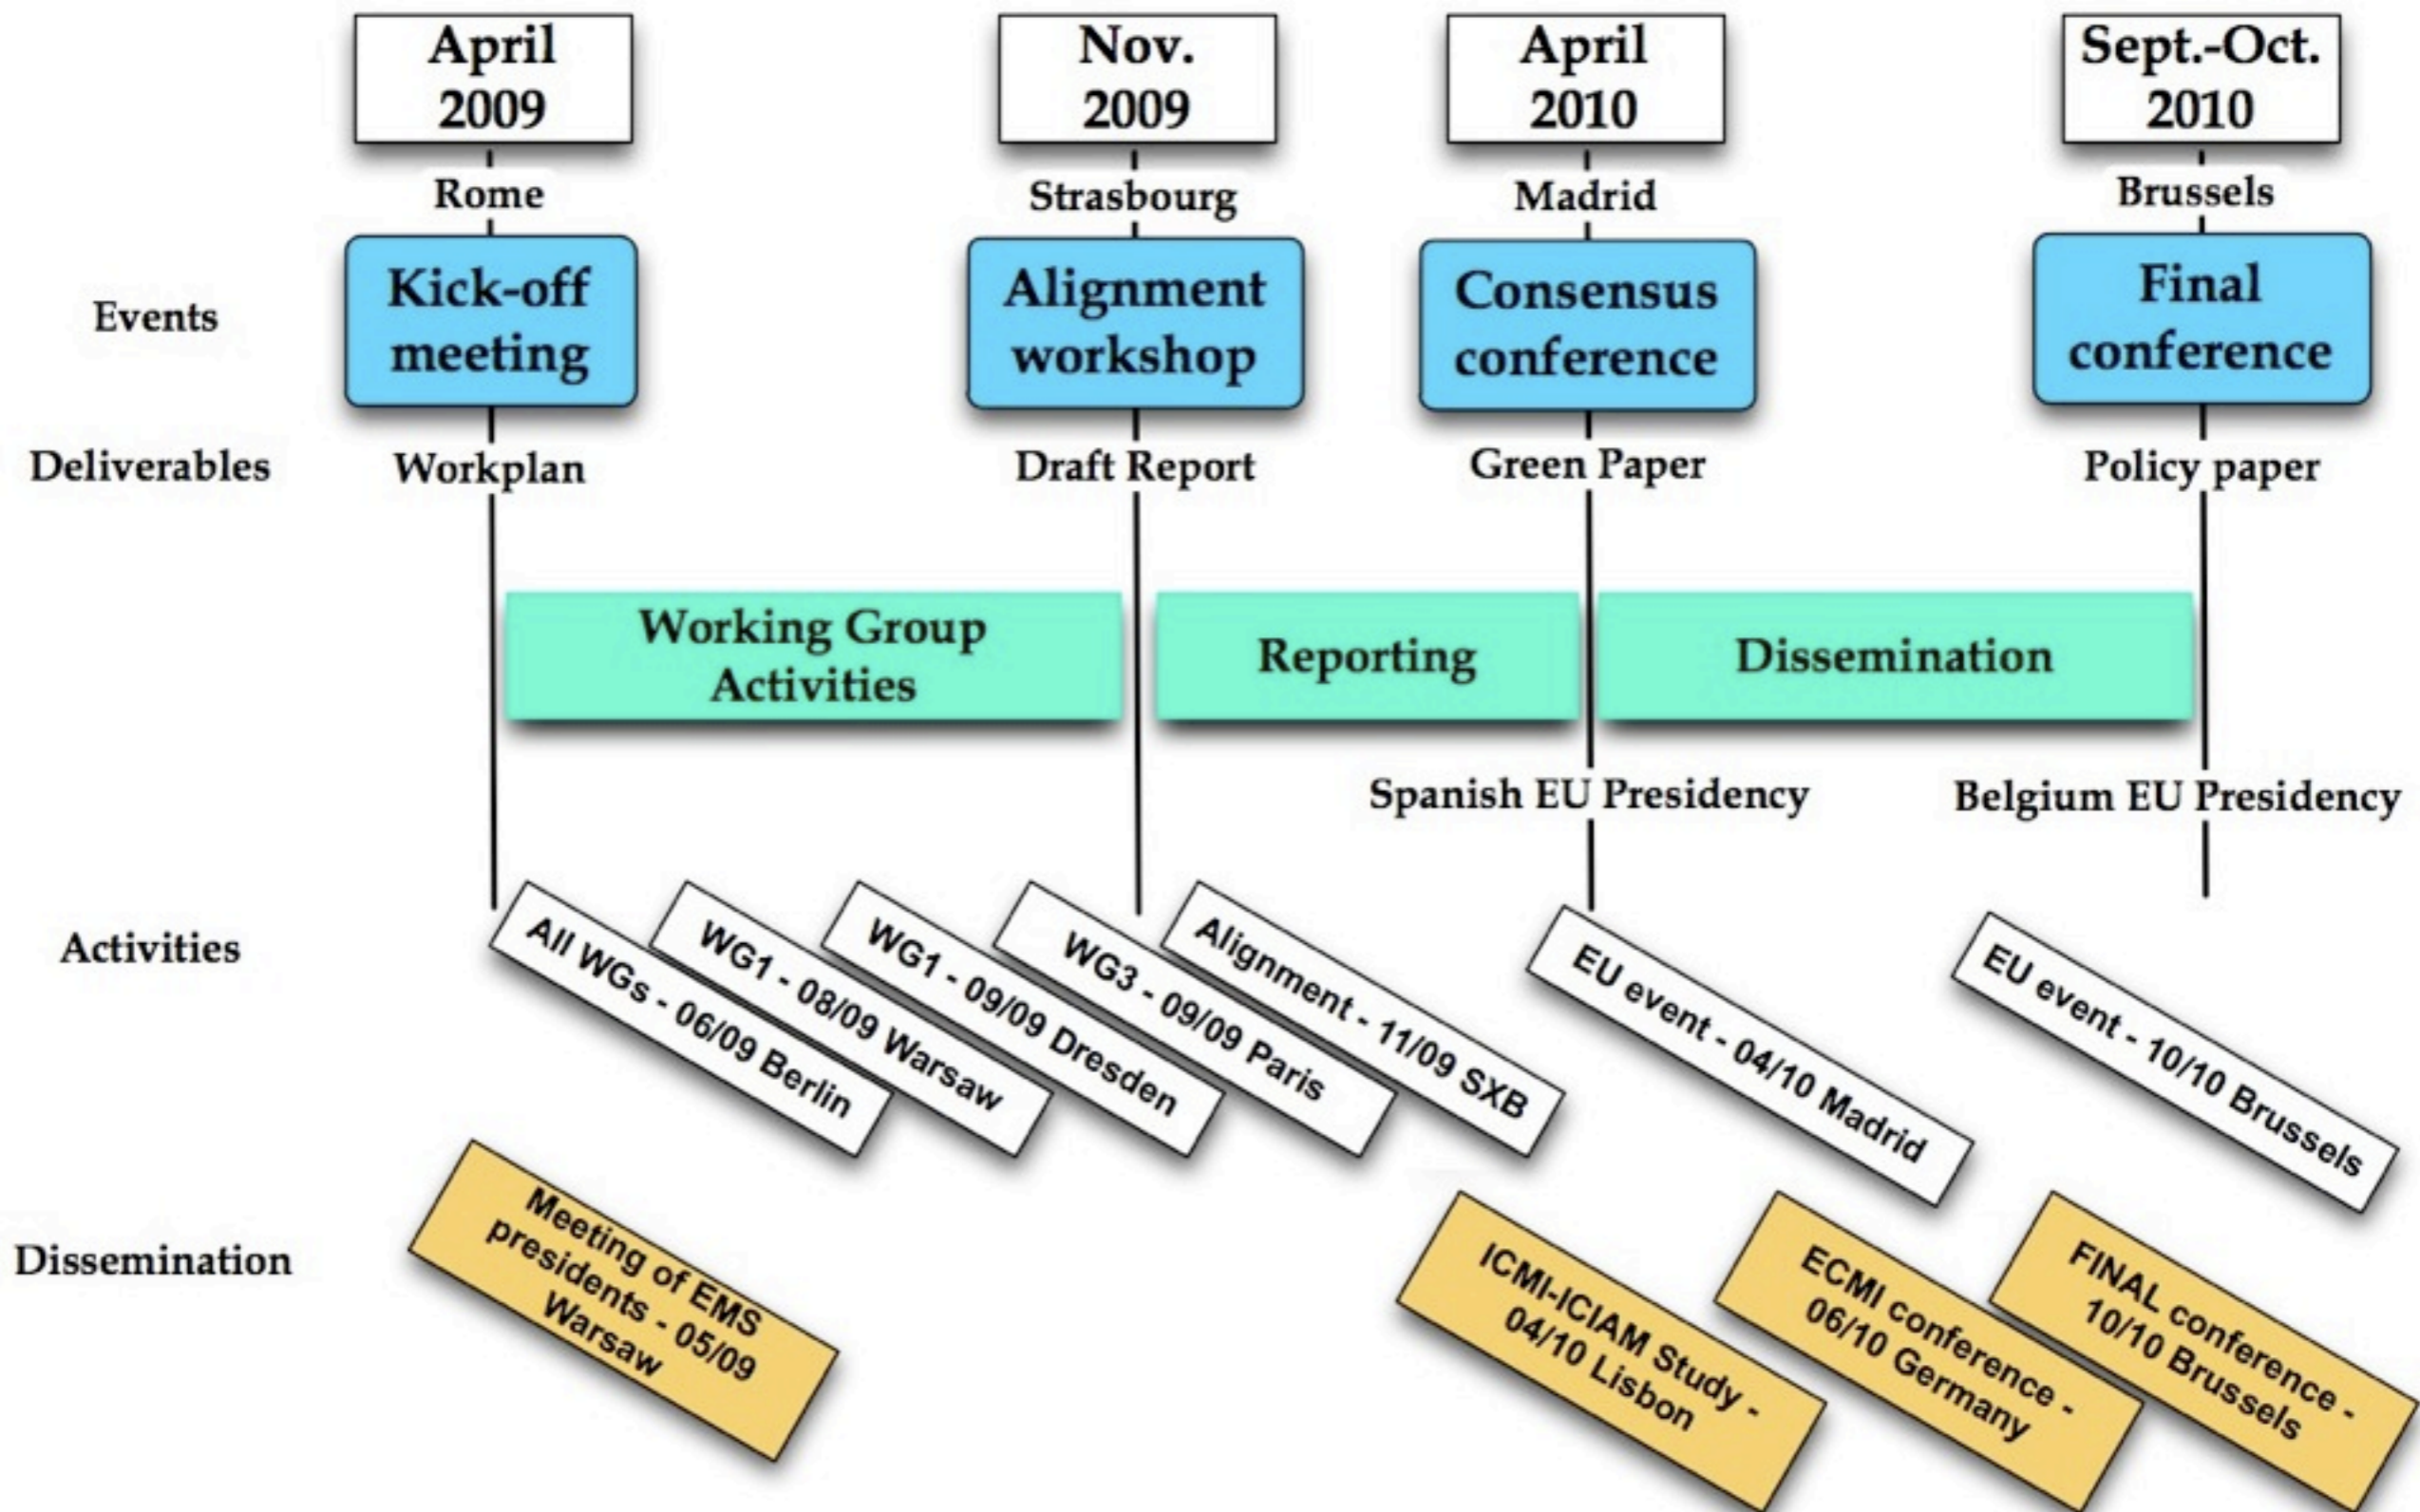 April
2009
Nov.
2009
April
2010
Sept.-Oct.
2010
Rome
Strasbourg
Madrid
Brussels
Events
Kick-off
meeting
Alignment
workshop
Consensus
conference
Final
conference
Deliverables
Workplan
Draft Report
Green Paper
Policy paper
Working Group
Activities
Reporting
Dissemination
Spanish EU Presidency
Belgium EU Presidency
Activities
All WGs - 06/09 Berlin
WG1 - 08/09 Warsaw
WG1 - 09/09 Dresden
WG3 - 09/09 Paris
Alignment - 11/09 SXB
EU event - 04/10 Madrid
EU event - 10/10 Brussels
Dissemination
Meeting of EMS
presidents - 05/09
Warsaw
ICMI-ICIAM Study -
04/10 Lisbon
ECMI conference -
06/10 Germany
FINAL conference -
10/10 Brussels